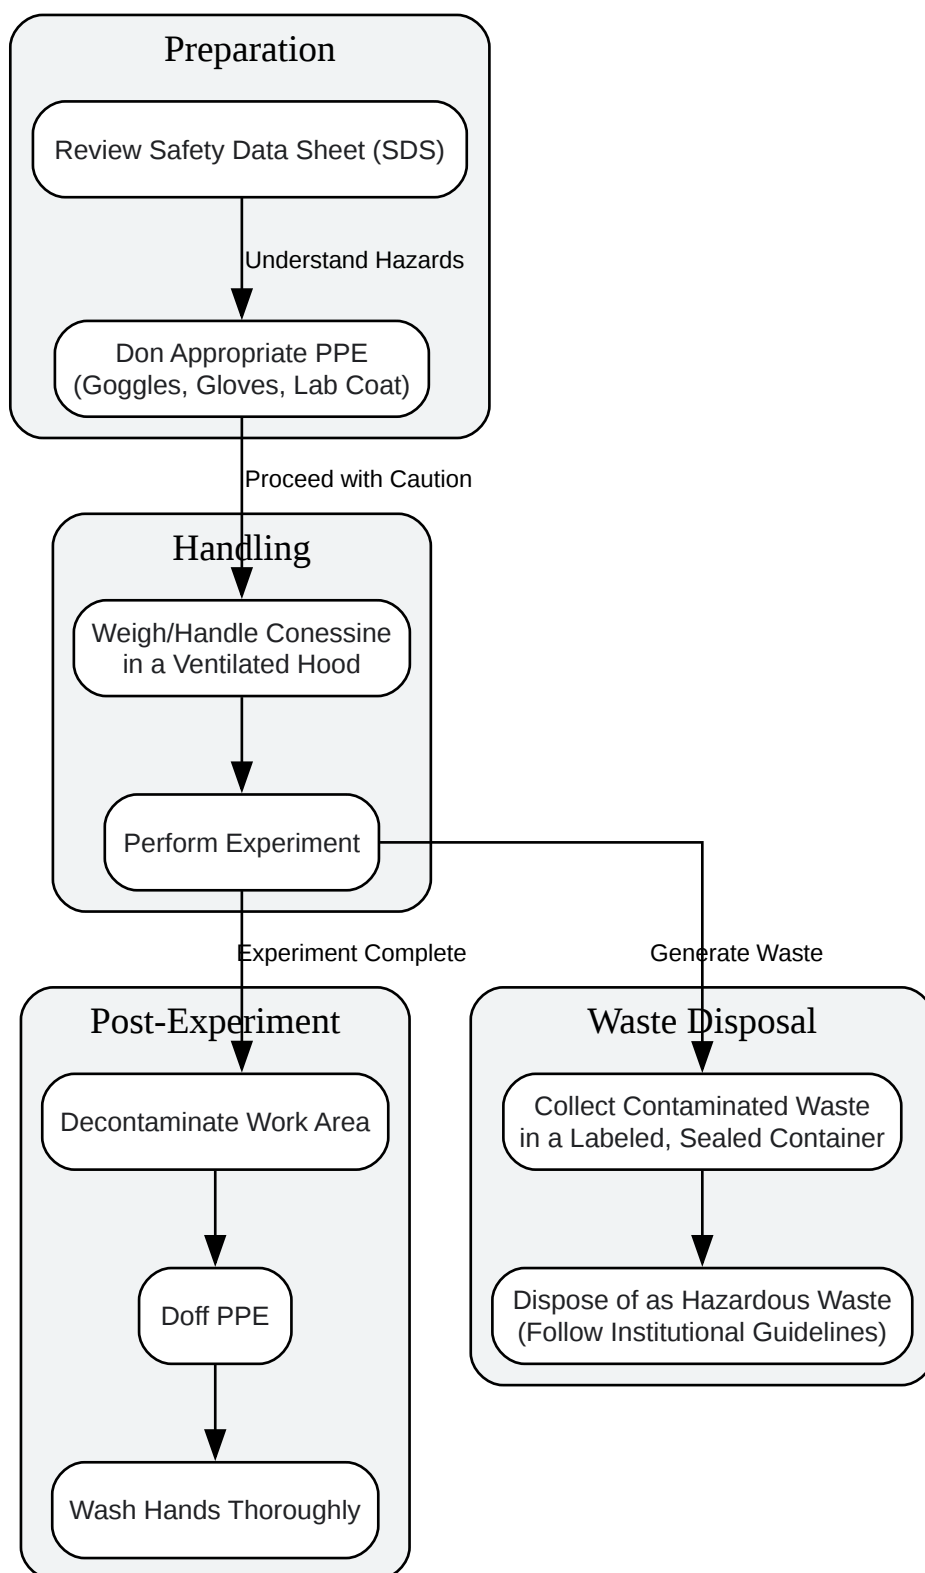 Preparation
Review Safety Data Sheet (SDS)
Understand Hazards
Don Appropriate PPE
(Goggles, Gloves, Lab Coat)
Proceed with Caution
Handling
Weigh/Handle Conessine
in a Ventilated Hood
Perform Experiment
Experiment Complete
Generate Waste
Post-Experiment
Waste Disposal
Decontaminate Work Area
Collect Contaminated Waste
in a Labeled, Sealed Container
Doff PPE
Dispose of as Hazardous Waste
(Follow Institutional Guidelines)
Wash Hands Thoroughly